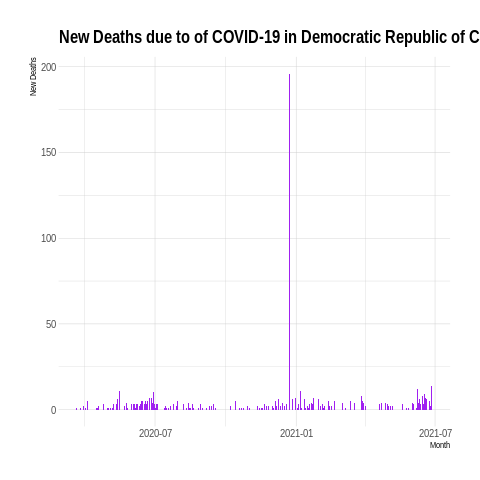 New Deaths due to of COVID-19 in Democratic Republic of C
New Deaths
200
150
100
50
0
2020-07
2021-01
2021-07
Month